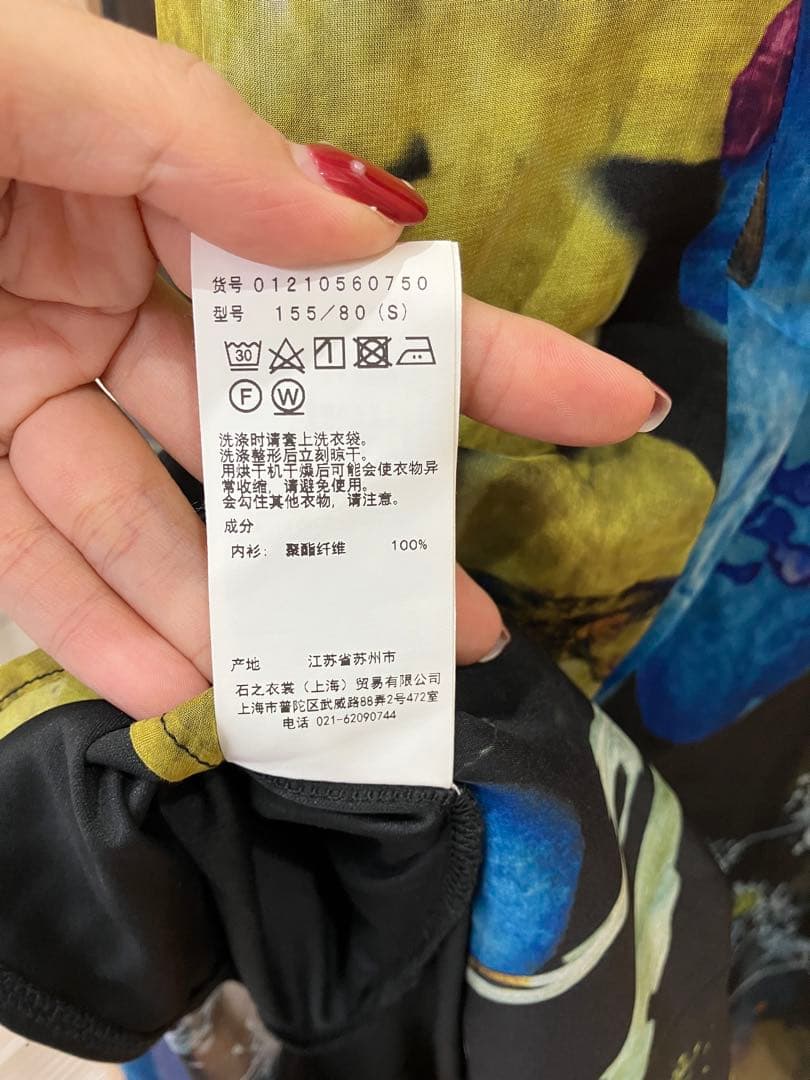 货号 01210560750
型号 155/80 (S)
30
F W
洗涤时请套上洗衣袋。
洗涤整形后立刻晾干。
用烘干机干燥后可能会使衣物异
常收缩, 请避免使用。
会勾住其他衣物, 请注意。
成分
内衫: 聚酯纤维 100%
产地 江苏省苏州市
石之衣裳 (上海) 贸易有限公司
上海市普陀区武威路88弄2号472室
电话 021-62090744